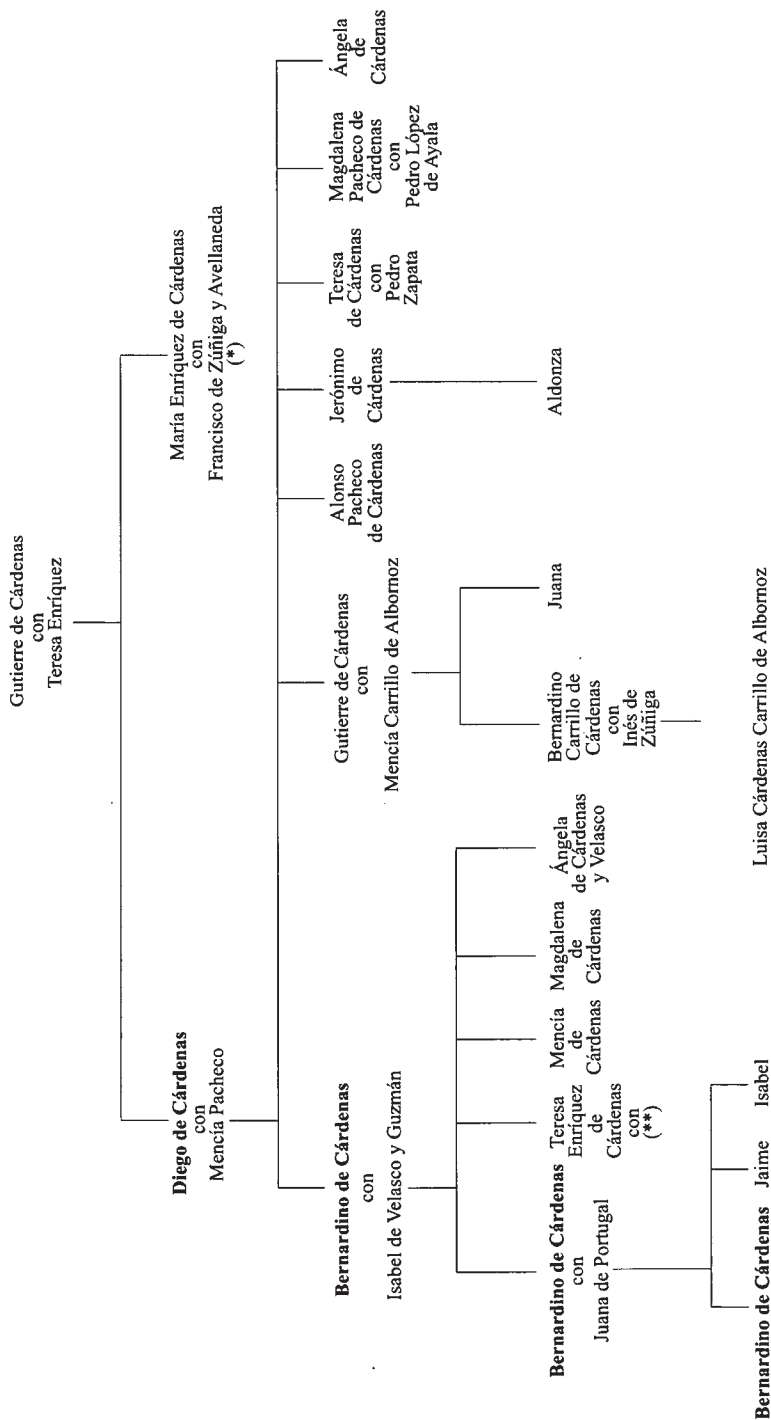 Gutierre de Cárdenas
con
Teresa Enríquez
Diego de Cárdenas
con
Mencía Pacheco
María Enríquez de Cárdenas
con
Francisco de Zúñiga y Avellaneda
(*)
Bernardino de Cárdenas
con
Isabel de Velasco y Guzmán
Gutierre de Cárdenas
con
Mencía Carrillo de Albornoz
Alonso
Pacheco
de Cárdenas
Jerónimo
de
Cárdenas
Teresa
de Cárdenas
con
Pedro
Zapata
Magdalena
Pacheco de
Cárdenas
con
Pedro López
de Ayala
Ángela
de
Cárdenas
Bernardino de Cárdenas
con
Juana de Portugal
Teresa
Enríquez
de
Cárdenas
con
(**)
Mencía
de
Cárdenas
Magdalena
de
Cárdenas
Ángela
de Cárdenas
y Velasco
Bernardino
Carrillo de
Cárdenas
con
Inés de
Zúñiga
Juana
Aldonza
Bernardino de Cárdenas
Jaime
Isabel
Luisa Cárdenas Carrillo de Albornoz